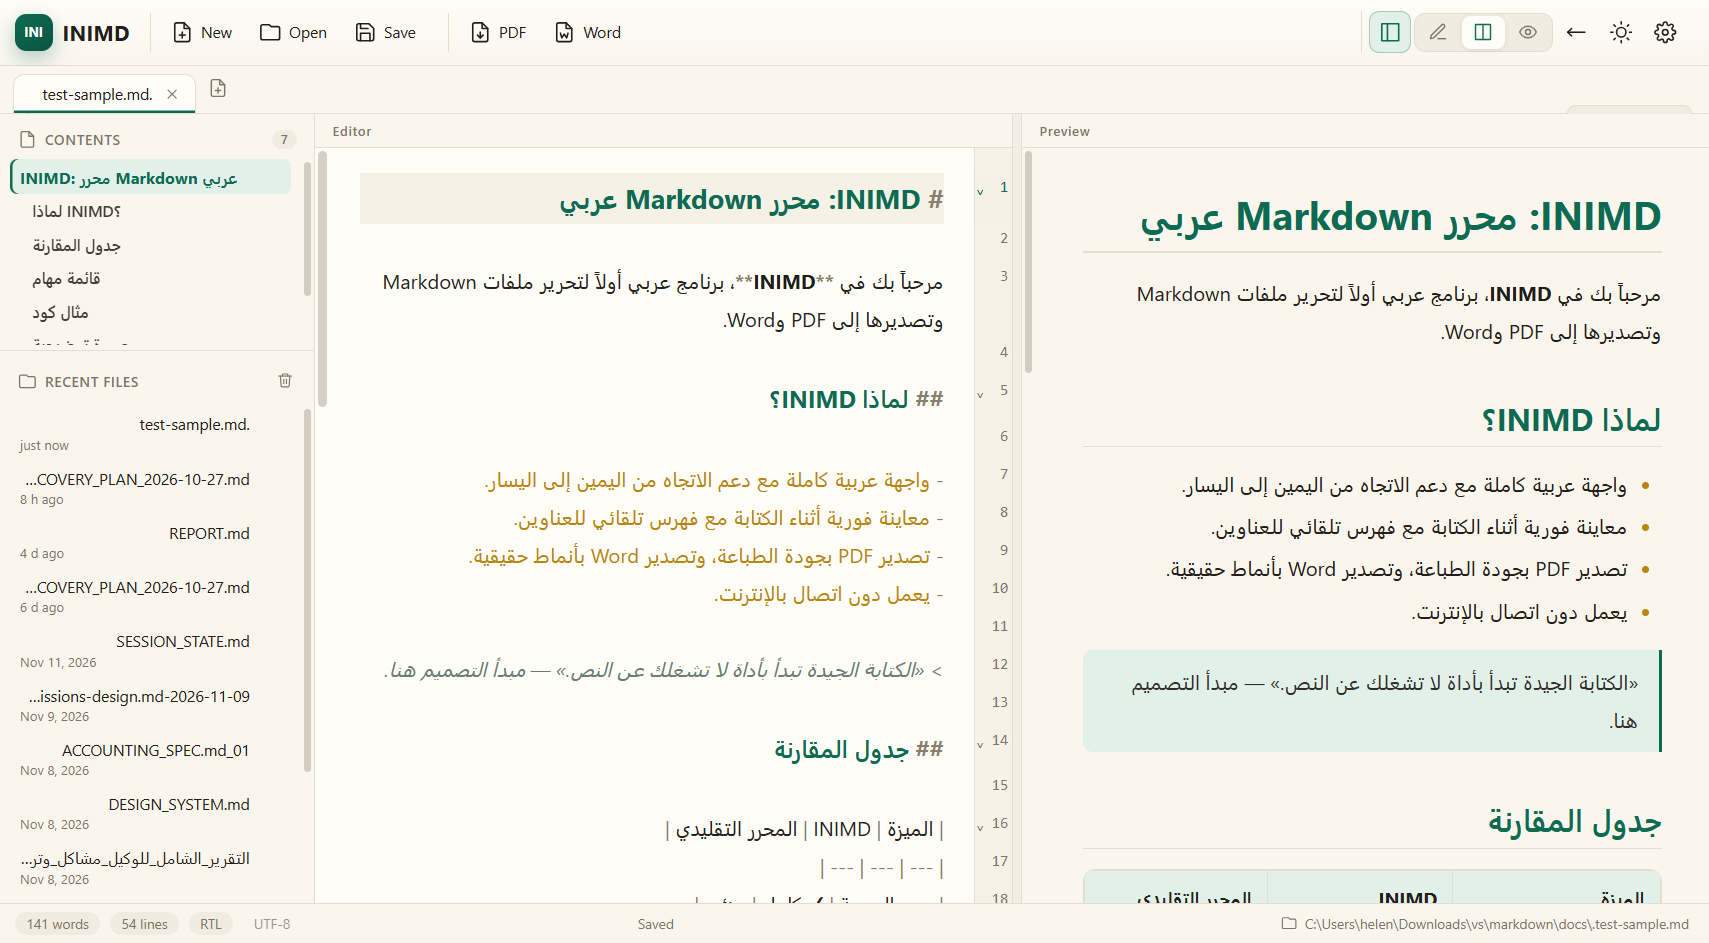 INI INIMD New Open Save PDF Word
test-sample.md.
CONTENTS 7
INIMD: محرر Markdown عربي
لماذا INIMD؟
جدول المقارنة
قائمة مهام
مثال كود
RECENT FILES
test-sample.md.
just now
...COVERY_PLAN_2026-10-27.md
8 h ago
REPORT.md
4 d ago
...COVERY_PLAN_2026-10-27.md
6 d ago
SESSION_STATE.md
Nov 11, 2026
...issions-design.md-2026-11-09
Nov 9, 2026
ACCOUNTING_SPEC.md_01
Nov 8, 2026
DESIGN_SYSTEM.md
Nov 8, 2026
التقرير_الشامل_للوكيل_مشاكل_وتر...
Nov 8, 2026
Editor
1 # INIMD: محرر Markdown عربي
2
3 مرحباً بك في **INIMD**، برنامج عربي أولاً لتحرير ملفات Markdown
وتصديرها إلى PDF وWord.
4
5 ## لماذا INIMD؟
6
7 - واجهة عربية كاملة مع دعم الاتجاه من اليمين إلى اليسار.
8 - معاينة فورية أثناء الكتابة مع فهرس تلقائي للعناوين.
9 - تصدير PDF بجودة الطباعة، وتصدير Word بأنماط حقيقية.
10 - يعمل دون اتصال بالإنترنت.
11
12 > «الكتابة الجيدة تبدأ بأداة لا تشغلك عن النص.» — مبدأ التصميم هنا.
13
14 ## جدول المقارنة
15
16 | الميزة | INIMD | المحرر التقليدي |
17 | --- | --- | --- |
18
Preview
INIMD: محرر Markdown عربي
مرحباً بك في INIMD، برنامج عربي أولاً لتحرير ملفات Markdown
وتصديرها إلى PDF وWord.
لماذا INIMD؟
• واجهة عربية كاملة مع دعم الاتجاه من اليمين إلى اليسار.
• معاينة فورية أثناء الكتابة مع فهرس تلقائي للعناوين.
• تصدير PDF بجودة الطباعة، وتصدير Word بأنماط حقيقية.
• يعمل دون اتصال بالإنترنت.
«الكتابة الجيدة تبدأ بأداة لا تشغلك عن النص.» — مبدأ التصميم
هنا.
جدول المقارنة
الميزة INIMD المحرر التقليدي
141 words 54 lines RTL UTF-8 Saved C:\Users\helen\Downloads\vs\markdown\docs\.test-sample.md